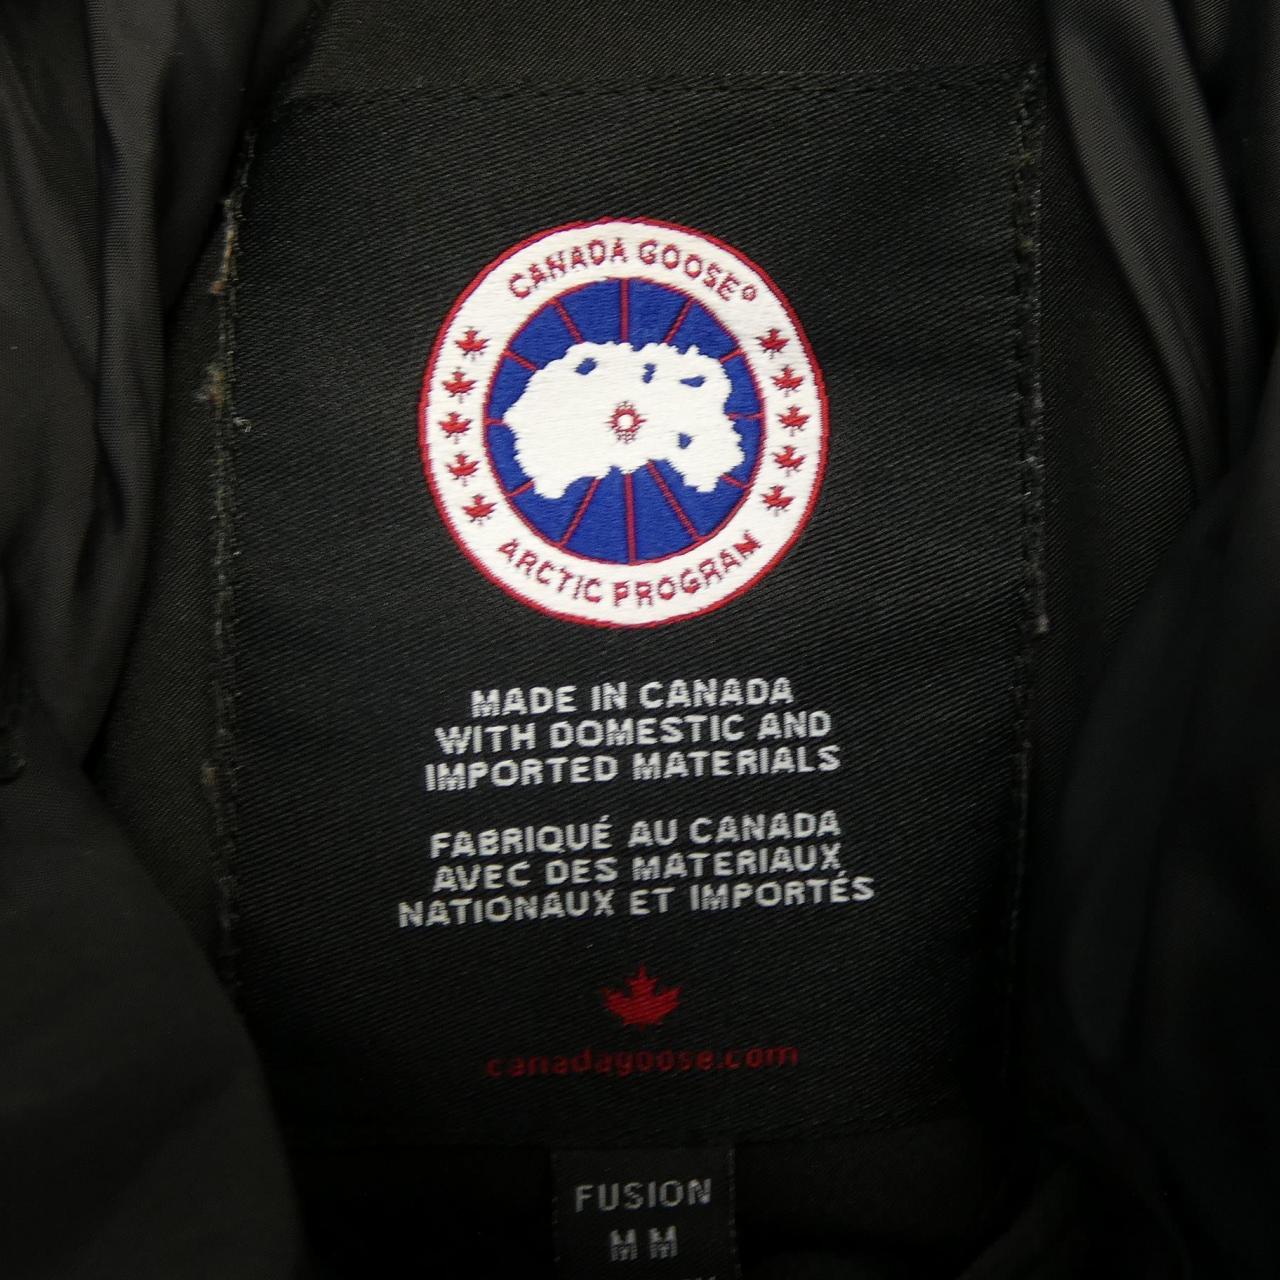 CANADA GOOSE®
ARCTIC PROGRAM
MADE IN CANADA
WITH DOMESTIC AND
IMPORTED MATERIALS
FABRIQUÉ AU CANADA
AVEC DES MATERIAUX
NATIONAUX ET IMPORTÉS
canadagoose.com
FUSION
M M